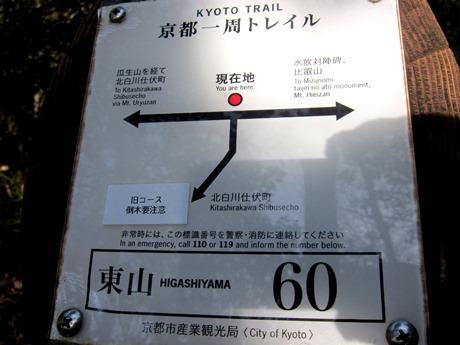 KYOTO TRAIL
京都一周トレイル
瓜生山を経て
北白川仕伏町
To Kitashirakawa
Shibusecho
via Mt. Uryuzan
現在地
You are here.
水飲対陣碑、
比叡山
To Mizunomi
taijin no ato monument,
Mt. Hieizan
北白川仕伏町
Kitashirakawa Shibusecho
旧コース
倒木要注意
非常時には、この標識番号を警察・消防に連絡してください
In an emergency, call 110 or 119 and inform the number below.
東山 HIGASHIYAMA 60
京都市産業観光局〈City of Kyoto〉